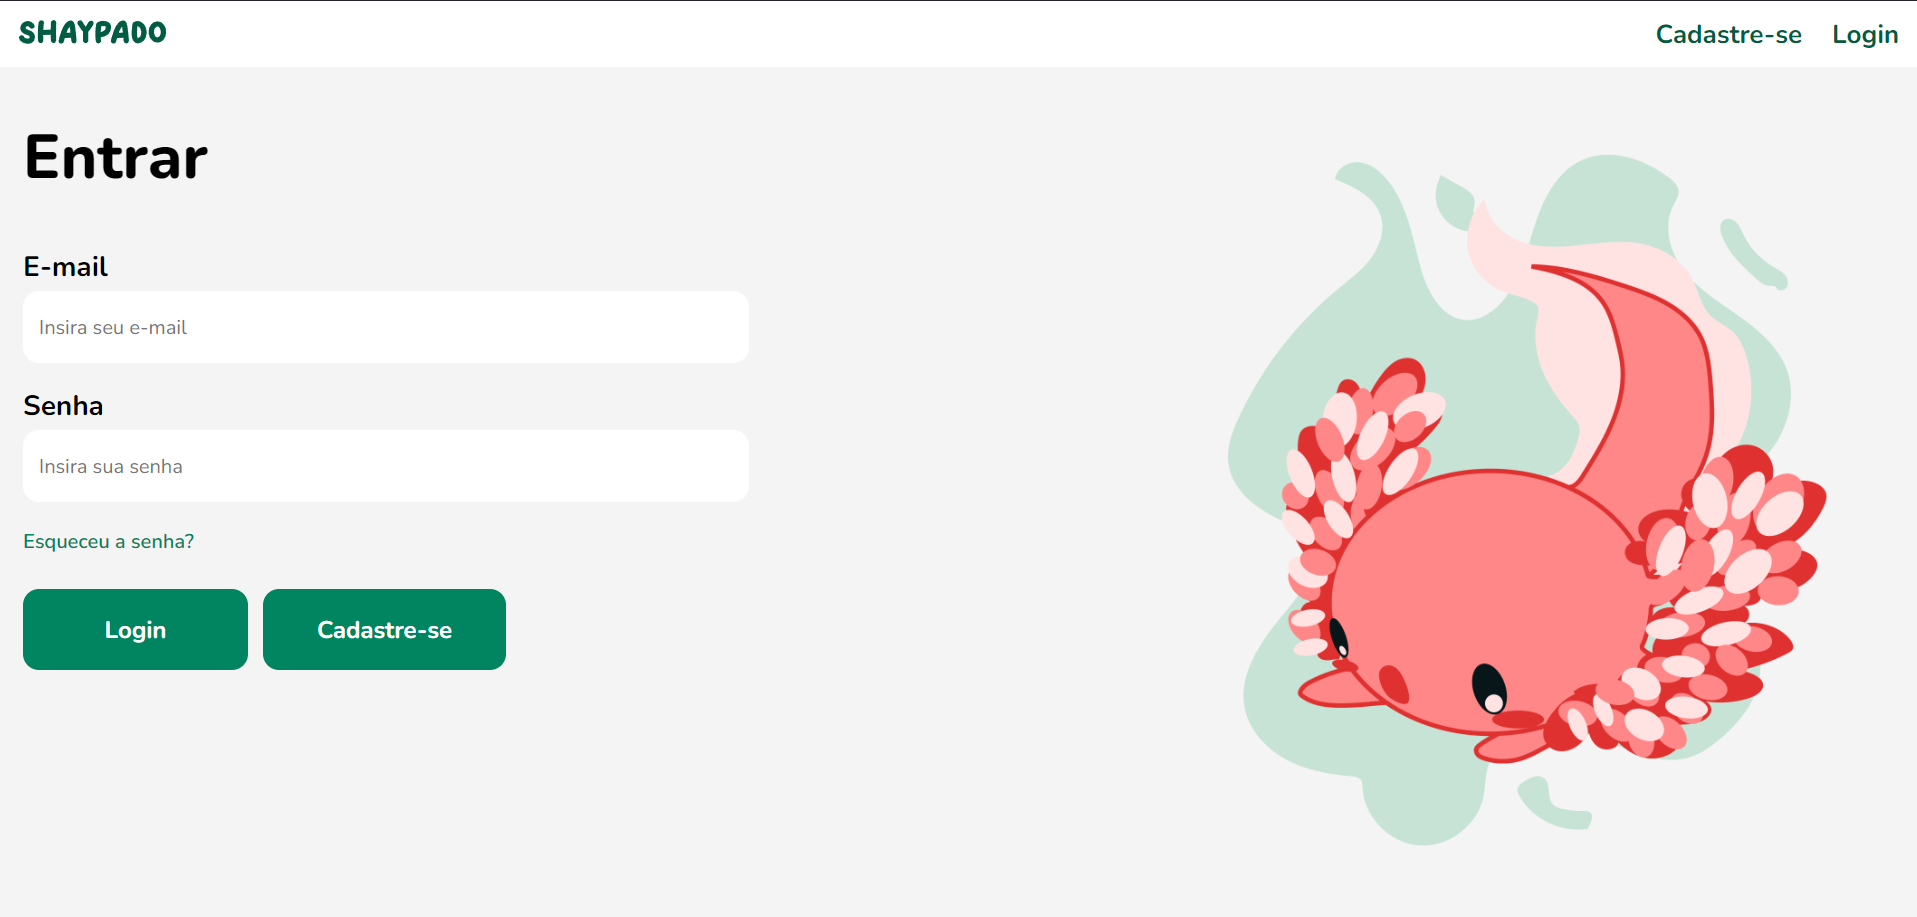 SHAYPADO
Cadastre-se Login
Entrar
E-mail
Insira seu e-mail
Senha
Insira sua senha
Esqueceu a senha?
Login Cadastre-se